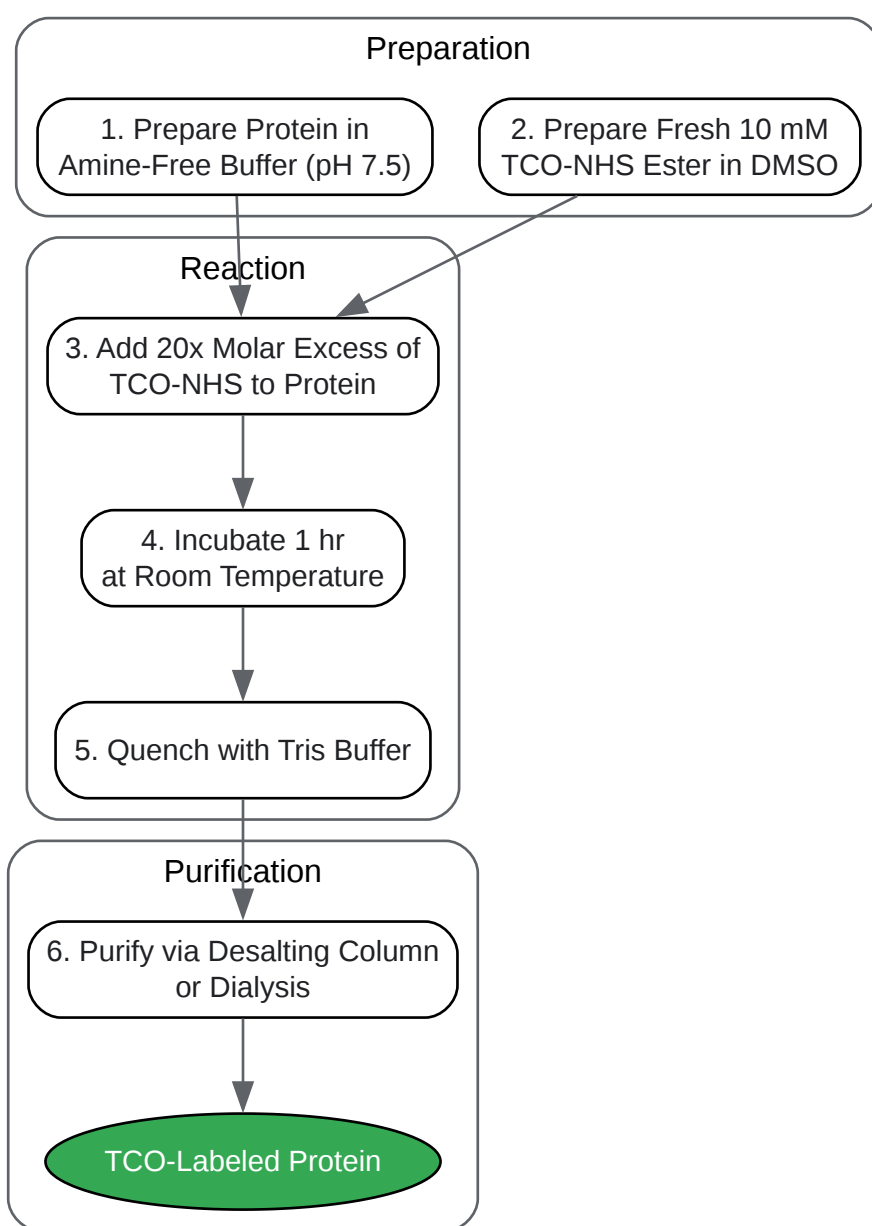 Preparation
1. Prepare Protein in
Amine-Free Buffer (pH 7.5)
2. Prepare Fresh 10 mM
TCO-NHS Ester in DMSO
Reaction
3. Add 20x Molar Excess of
TCO-NHS to Protein
4. Incubate 1 hr
at Room Temperature
5. Quench with Tris Buffer
Purification
6. Purify via Desalting Column
or Dialysis
TCO-Labeled Protein